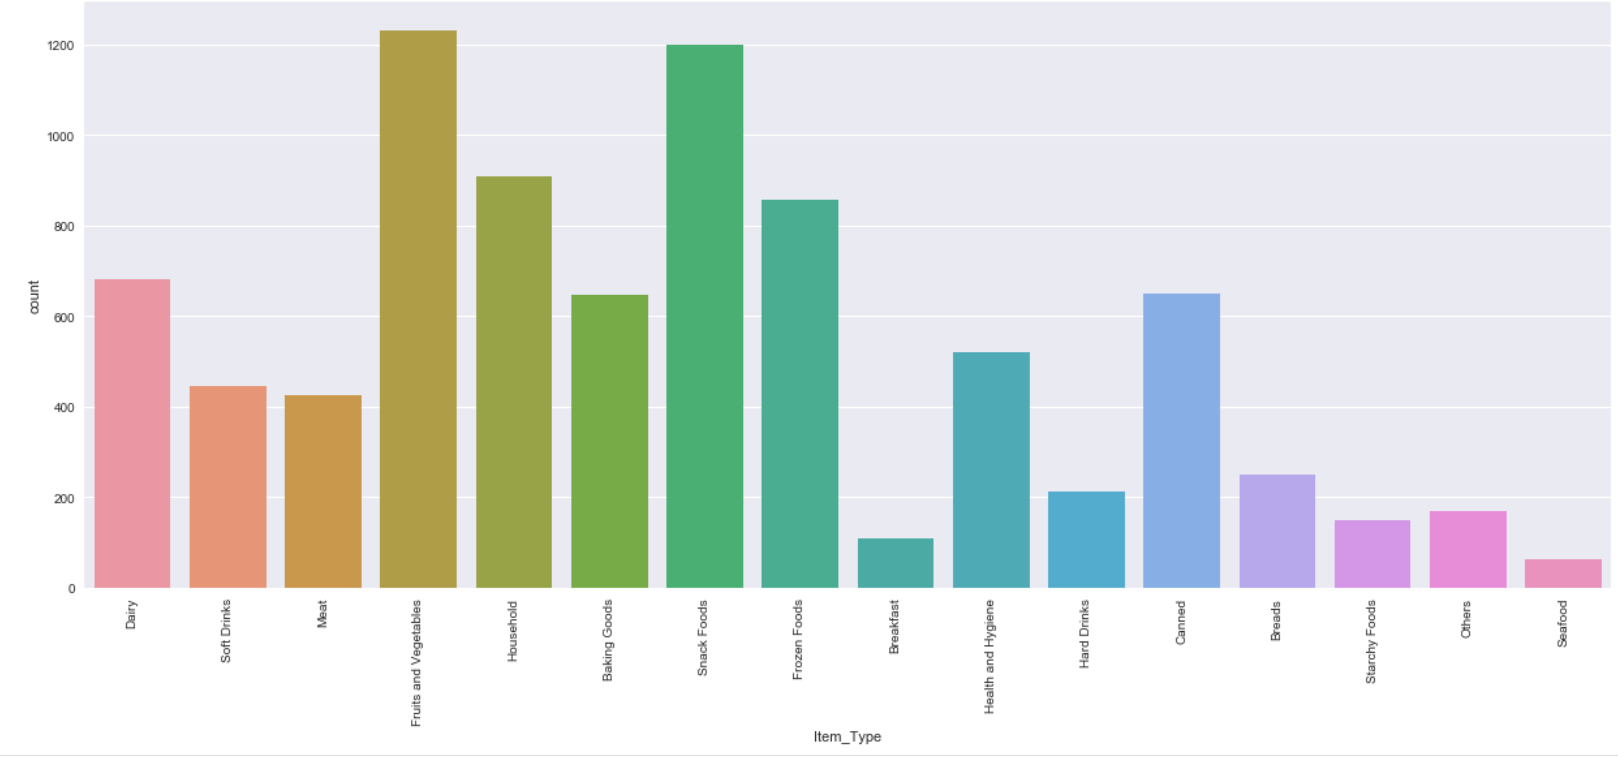 1200
1000
800
600
400
200
0
count
Dairy
Soft Drinks
Meat
Fruits and Vegetables
Household
Baking Goods
Snack Foods
Frozen Foods
Breakfast
Health and Hygiene
Hard Drinks
Canned
Breads
Starchy Foods
Others
Seafood
Item_Type